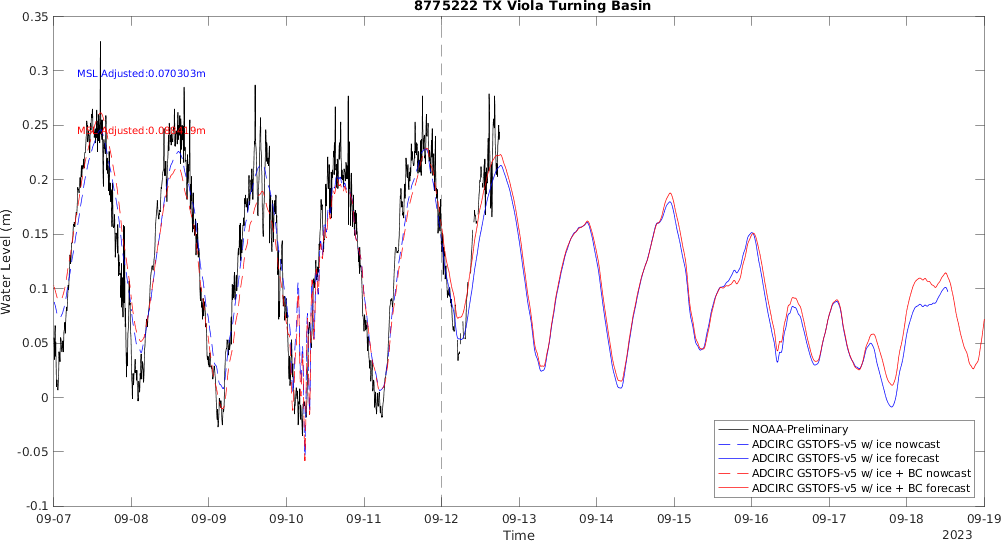 8775222 TX Viola Turning Basin
0.35
0.3
0.25
0.2
0.15
0.1
0.05
0
-0.05
-0.1
Water Level (m)
MSL Adjusted:0.070303m
Adjusted:
09-07 09-08 09-09 09-10 09-11 09-12 09-13 09-14 09-15 09-16 09-17 09-18 09-19
Time
2023
NOAA-Preliminary
ADCIRC GSTOFS-v5 w/ ice nowcast
ADCIRC GSTOFS-v5 w/ ice forecast
ADCIRC GSTOFS-v5 w/ ice + BC nowcast
ADCIRC GSTOFS-v5 w/ ice + BC forecast